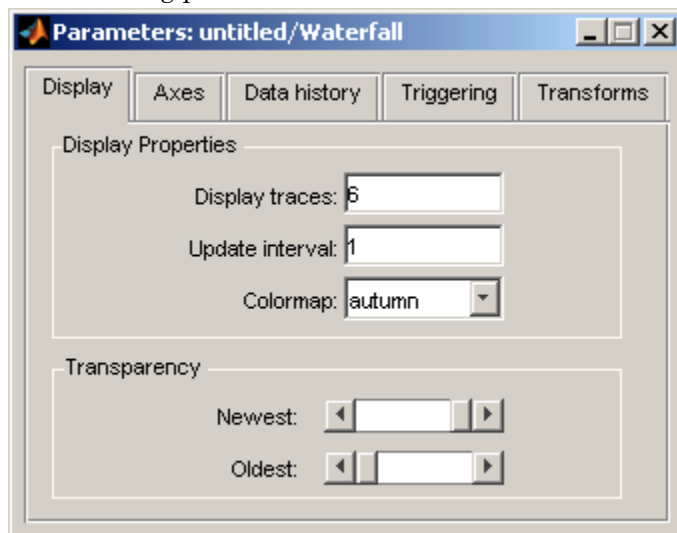 Parameters: untitled/Waterfall
Display Axes Data history Triggering Transforms
Display Properties
Display traces: 6
Update interval: 1
Colormap: autumn
Transparency
Newest:
Oldest: